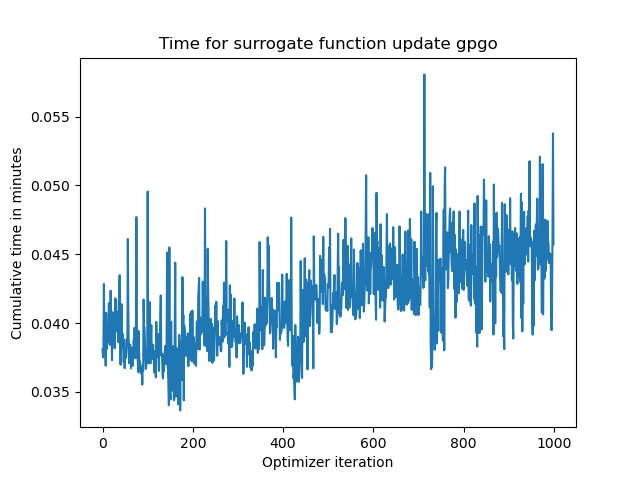 Time for surrogate function update gpgo
Cumulative time in minutes
0.055
0.050
0.045
0.040
0.035
0 200 400 600 800 1000
Optimizer iteration